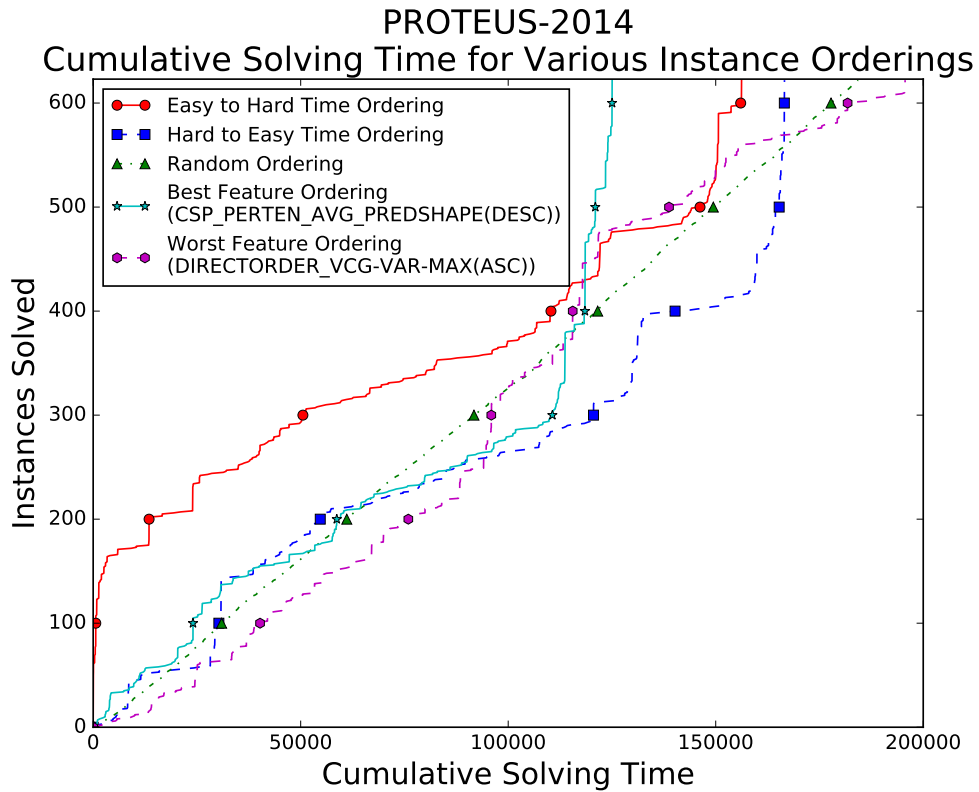 PROTEUS-2014
Cumulative Solving Time for Various Instance Orderings
Easy to Hard Time Ordering
Hard to Easy Time Ordering
Random Ordering
Best Feature Ordering
(CSP_PERTEN_AVG_PREDSHAPE(DESC))
Worst Feature Ordering
(DIRECTORDER_VCG-VAR-MAX(ASC))
Instances Solved
600
500
400
300
200
100
0
0 50000 100000 150000 200000
Cumulative Solving Time